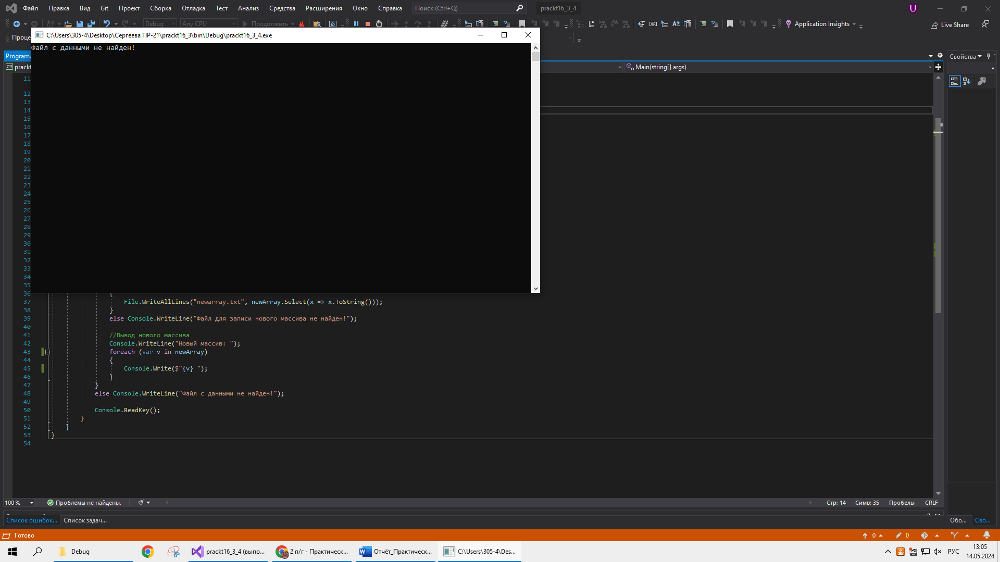 Файл Правка Вид Git Проект Сборка Отладка Тест Анализ Средства Расширения Окно Справка Поиск (Ctrl+Q) prackt16_3_4 U
Debug Any CPU Продолжить Application Insights Live Share
Проце
C:\Users\305-4\Desktop\Сергеева ПР-21\prackt16_3\bin\Debug\prackt16_3_4.exe
Файл с данными не найден!
Program. Свойства
prackt Main(string[] args)
11
12
13
14
15
16
17
18
19
20
21
22
23
24
25
26
27
28
29
30
31
32
33
34
35
36 {
37 File.WriteAllLines("newarray.txt", newArray.Select(x => x.ToString()));
38 }
39 else Console.WriteLine("Файл для записи нового массива не найден!");
40
41 //Вывод нового массива
42 Console.WriteLine("Новый массив: ");
43 foreach (var v in newArray)
44 {
45 Console.Write($"{v} ");
46 }
47 }
48 else Console.WriteLine("Файл с данными не найден!");
49
50 Console.ReadKey();
51 }
52 }
53 }
54
100 % Проблемы не найдены. Стр: 14 Симв: 35 Пробелы CRLF
Список ошибок... Список задач... Обо... Сво...
Готово 0 0
Debug prackt16_3_4 (выпо... 2 п/г - Практическ... Отчёт_Практическ... C:\Users\305-4\Des... РУС 13:05
14.05.2024